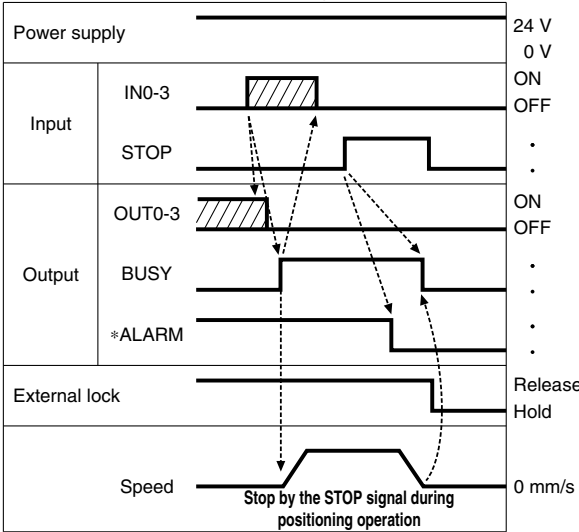 Power supply
24 V
0 V
Input
IN0-3
ON
OFF
STOP
Output
OUT0-3
ON
OFF
BUSY
*ALARM
External lock
Release
Hold
Speed
0 mm/s
Stop by the STOP signal during
positioning operation